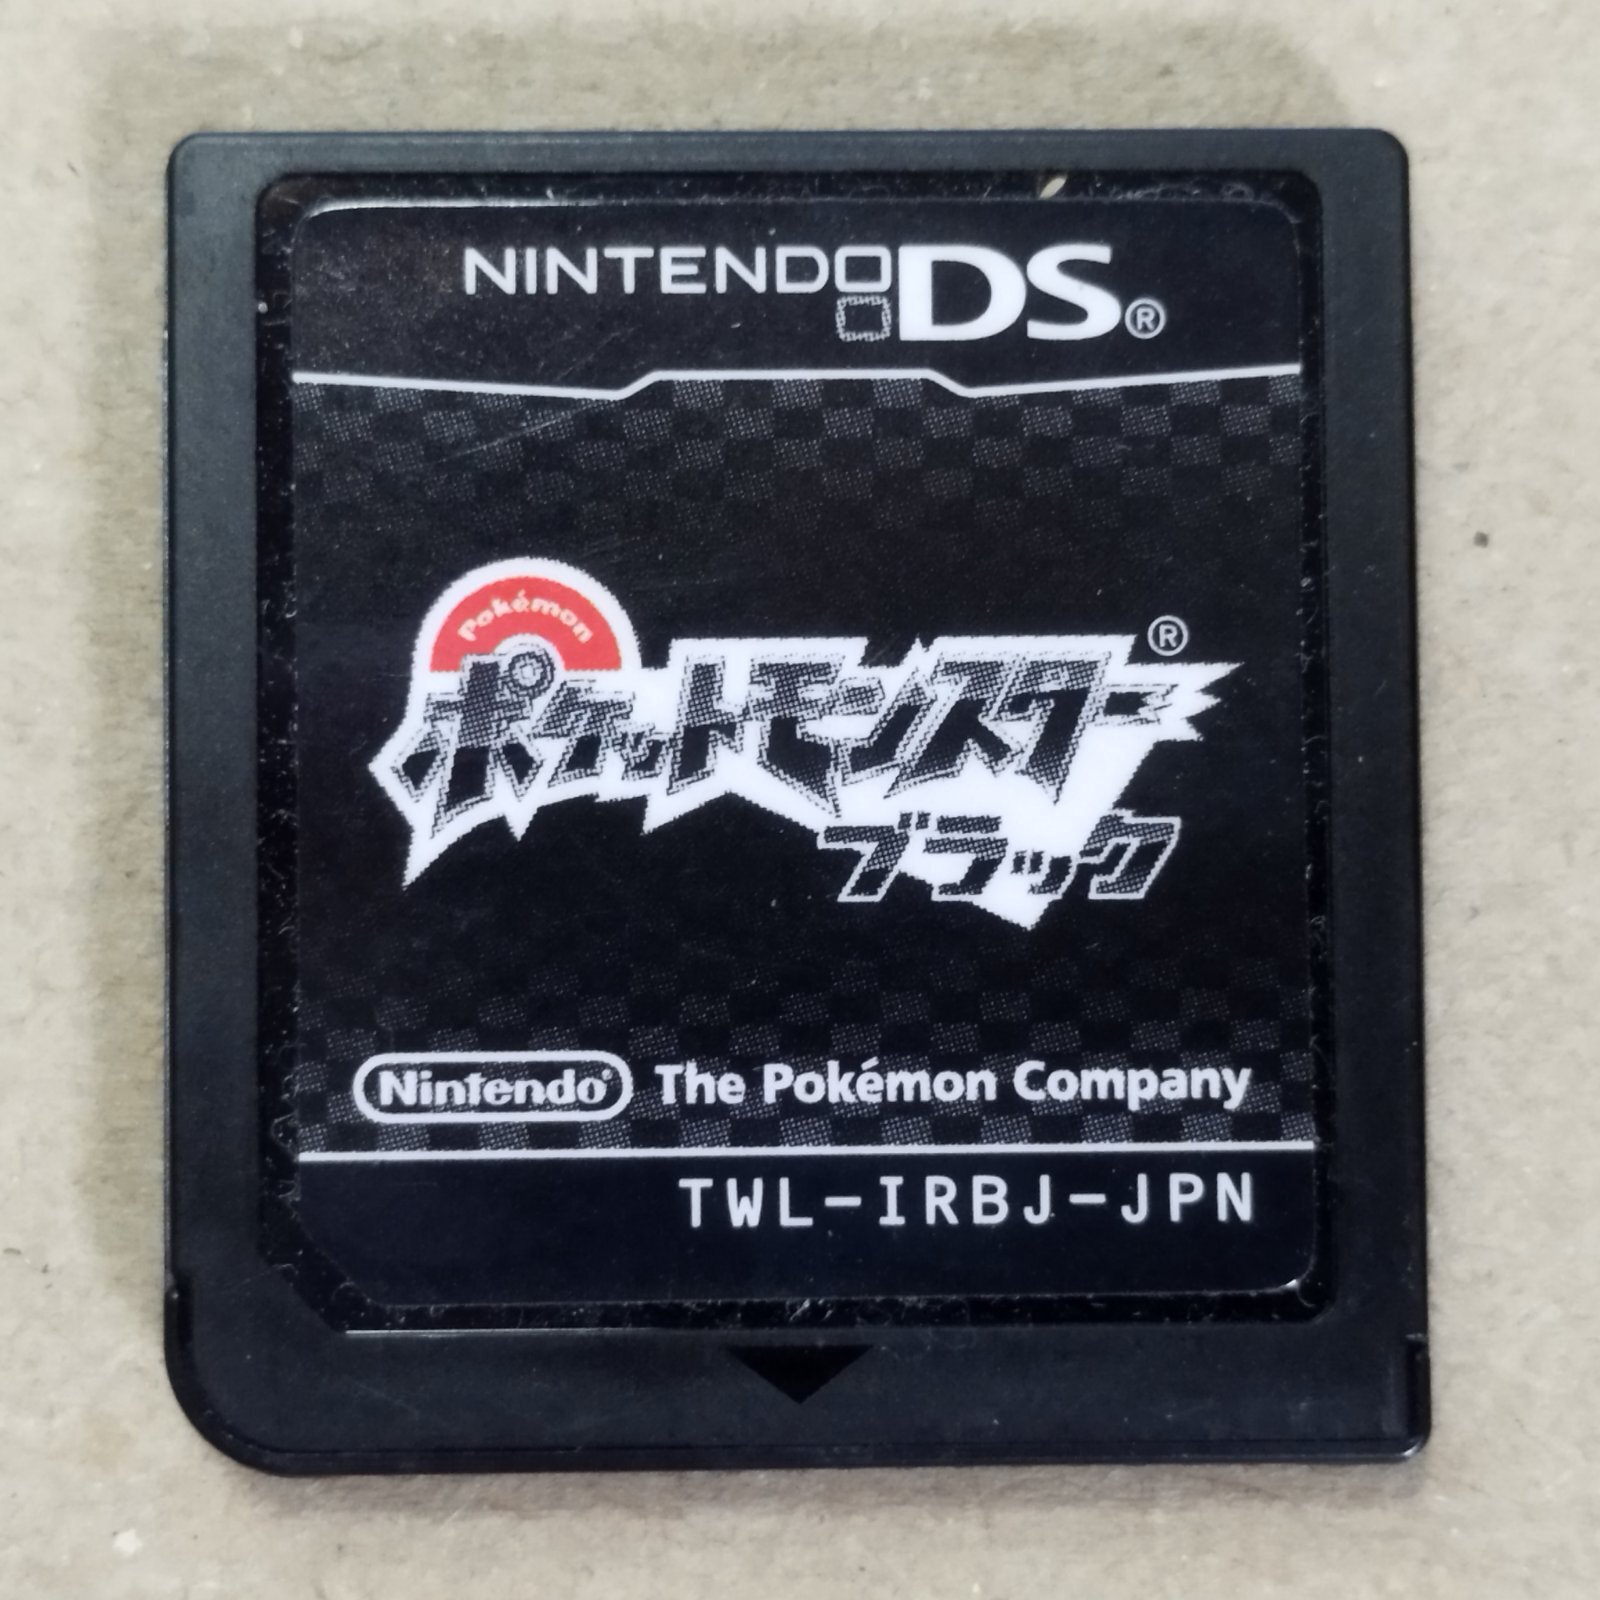 NINTENDO DS®
Pokémon
ポケットモンスター®
ブラック
Nintendo® The Pokémon Company
TWL-IRBJ-JPN